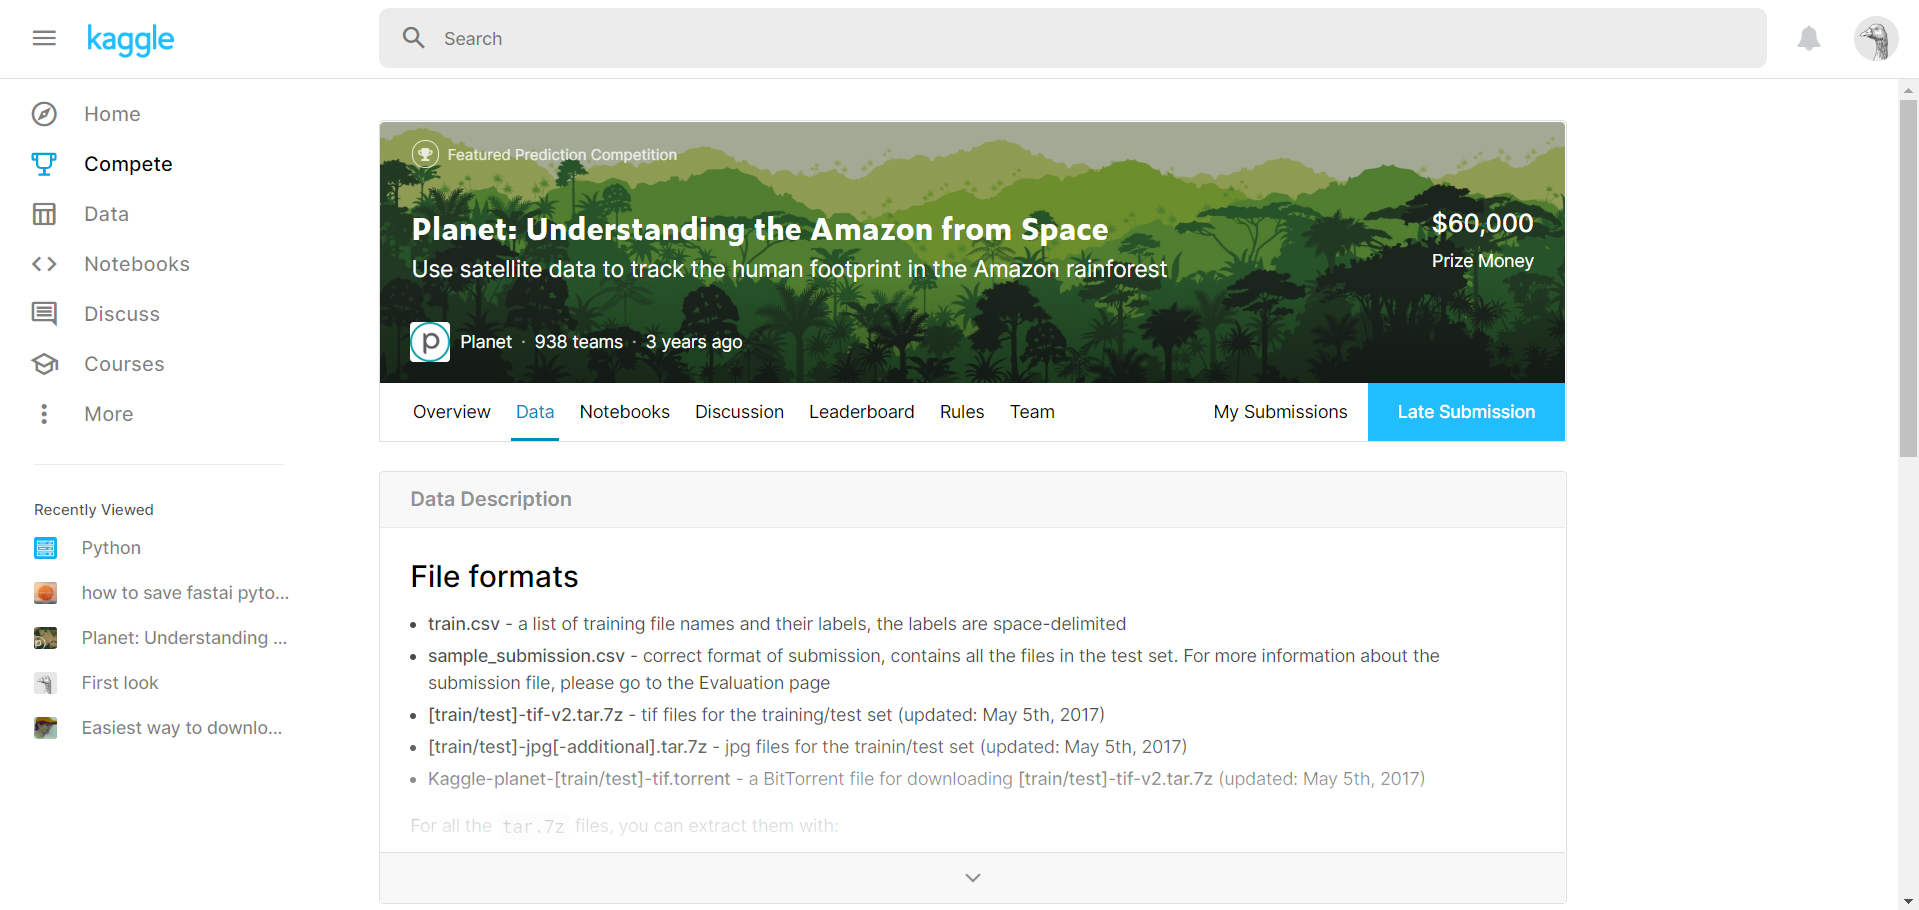 kaggle
Search
Home
Compete
Data
Notebooks
Discuss
Courses
More
Recently Viewed
Python
how to save fastai pyto...
Planet: Understanding ...
First look
Easiest way to downlo...
Featured Prediction Competition
Planet: Understanding the Amazon from Space
Use satellite data to track the human footprint in the Amazon rainforest
$60,000
Prize Money
p Planet · 938 teams · 3 years ago
Overview Data Notebooks Discussion Leaderboard Rules Team My Submissions Late Submission
Data Description
File formats
• train.csv - a list of training file names and their labels, the labels are space-delimited
• sample_submission.csv - correct format of submission, contains all the files in the test set. For more information about the
submission file, please go to the Evaluation page
• [train/test]-tif-v2.tar.7z - tif files for the training/test set (updated: May 5th, 2017)
• [train/test]-jpg[-additional].tar.7z - jpg files for the trainin/test set (updated: May 5th, 2017)
• Kaggle-planet-[train/test]-tif.torrent - a BitTorrent file for downloading [train/test]-tif-v2.tar.7z (updated: May 5th, 2017)
For all the tar.7z files, you can extract them with: